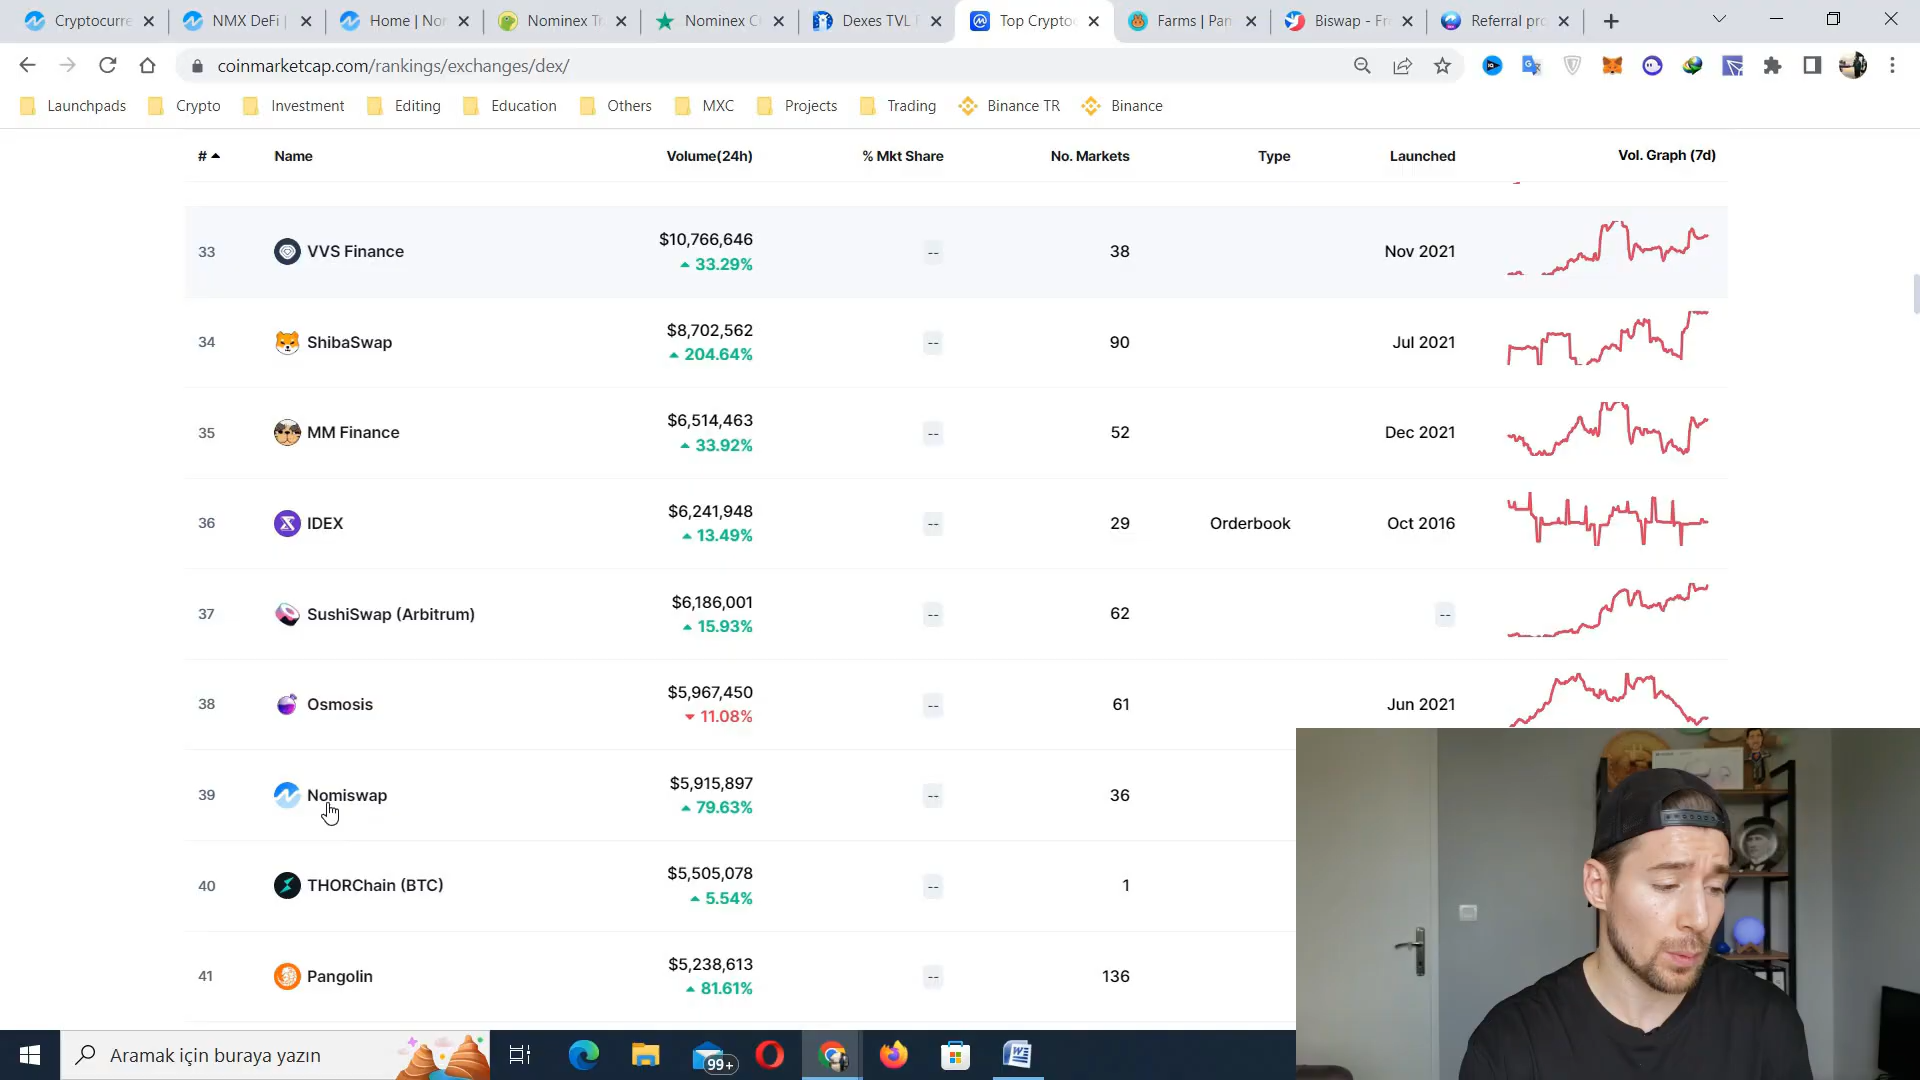 Cryptocurre
NMX DeFi |
Home | Nor
Nominex Tr
Nominex C
Dexes TVL
Top Crypto
Farms | Pan
Biswap - Fr
Referral pro
coinmarketcap.com/rankings/exchanges/dex/
Launchpads
Crypto
Investment
Editing
Education
Others
MXC
Projects
Trading
Binance TR
Binance
# Name Volume(24h) % Mkt Share No. Markets Type Launched Vol. Graph (7d)
33 VVS Finance $10,766,646 -- 38 Nov 2021
33.29%
34 ShibaSwap $8,702,562 -- 90 Jul 2021
204.64%
35 MM Finance $6,514,463 -- 52 Dec 2021
33.92%
36 IDEX $6,241,948 -- 29 Orderbook Oct 2016
13.49%
37 SushiSwap (Arbitrum) $6,186,001 -- 62 --
15.93%
38 Osmosis $5,967,450 -- 61 Jun 2021
11.08%
39 Nomiswap $5,915,897 -- 36
79.63%
40 THORChain (BTC) $5,505,078 -- 1
5.54%
41 Pangolin $5,238,613 -- 136
81.61%
Aramak için buraya yazın
99+